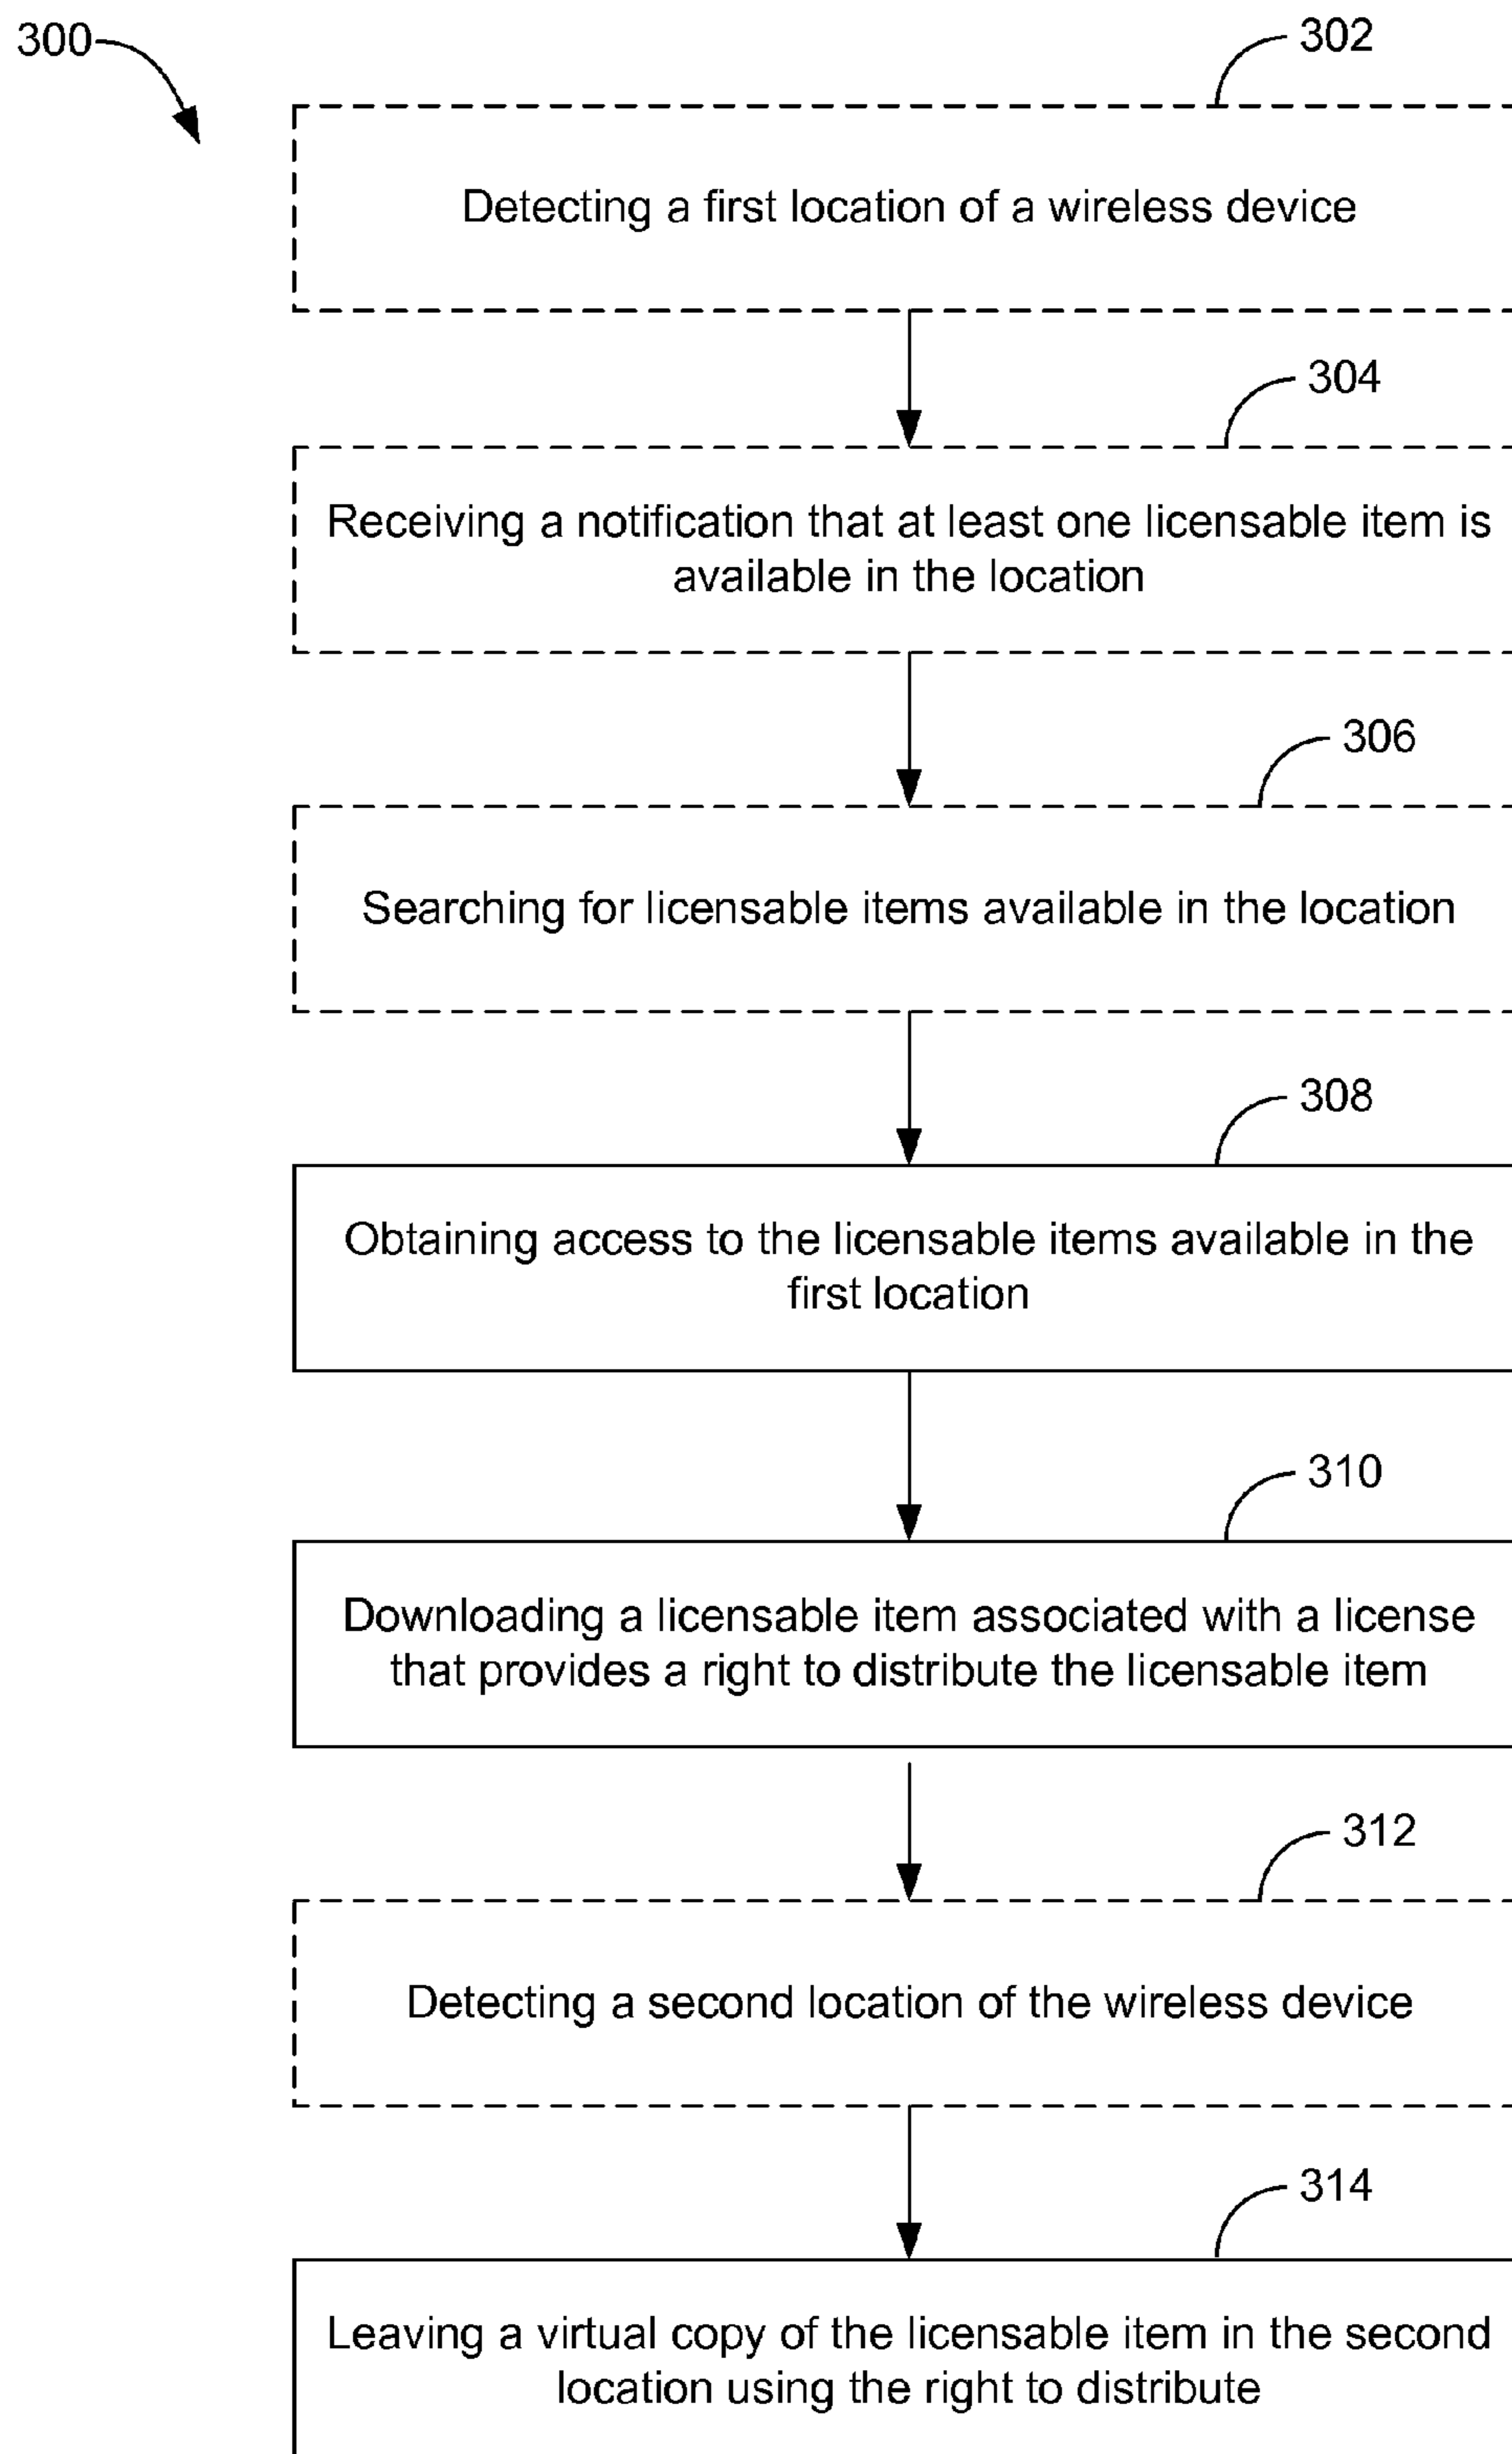 300
302
Detecting a first location of a wireless device
304
Receiving a notification that at least one licensable item is
available in the location
306
Searching for licensable items available in the location
308
Obtaining access to the licensable items available in the
first location
310
Downloading a licensable item associated with a license
that provides a right to distribute the licensable item
312
Detecting a second location of the wireless device
314
Leaving a virtual copy of the licensable item in the second
location using the right to distribute